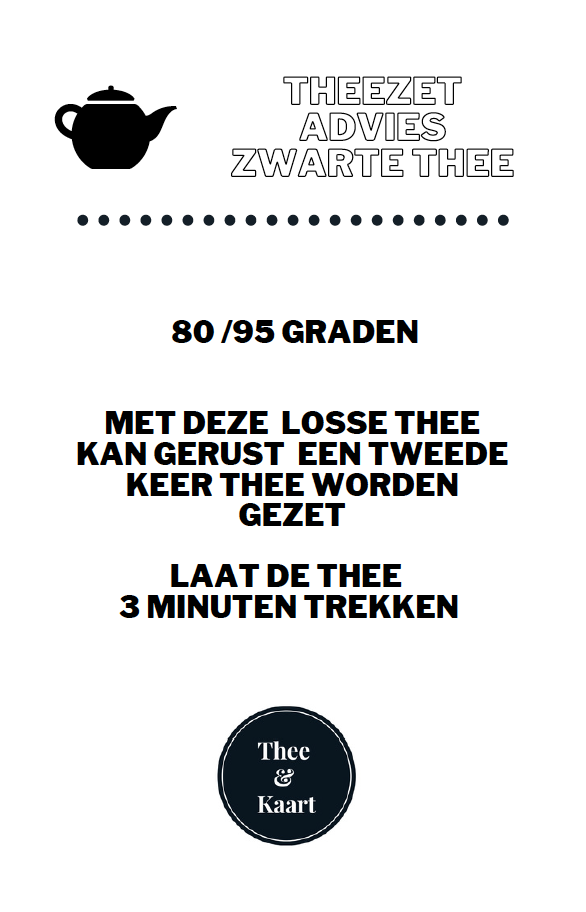 THEEZET
ADVIES
ZWARTE THEE
80 /95 GRADEN
MET DEZE LOSSE THEE
KAN GERUST EEN TWEEDE
KEER THEE WORDEN
GEZET
LAAT DE THEE
3 MINUTEN TREKKEN
Thee
&
Kaart